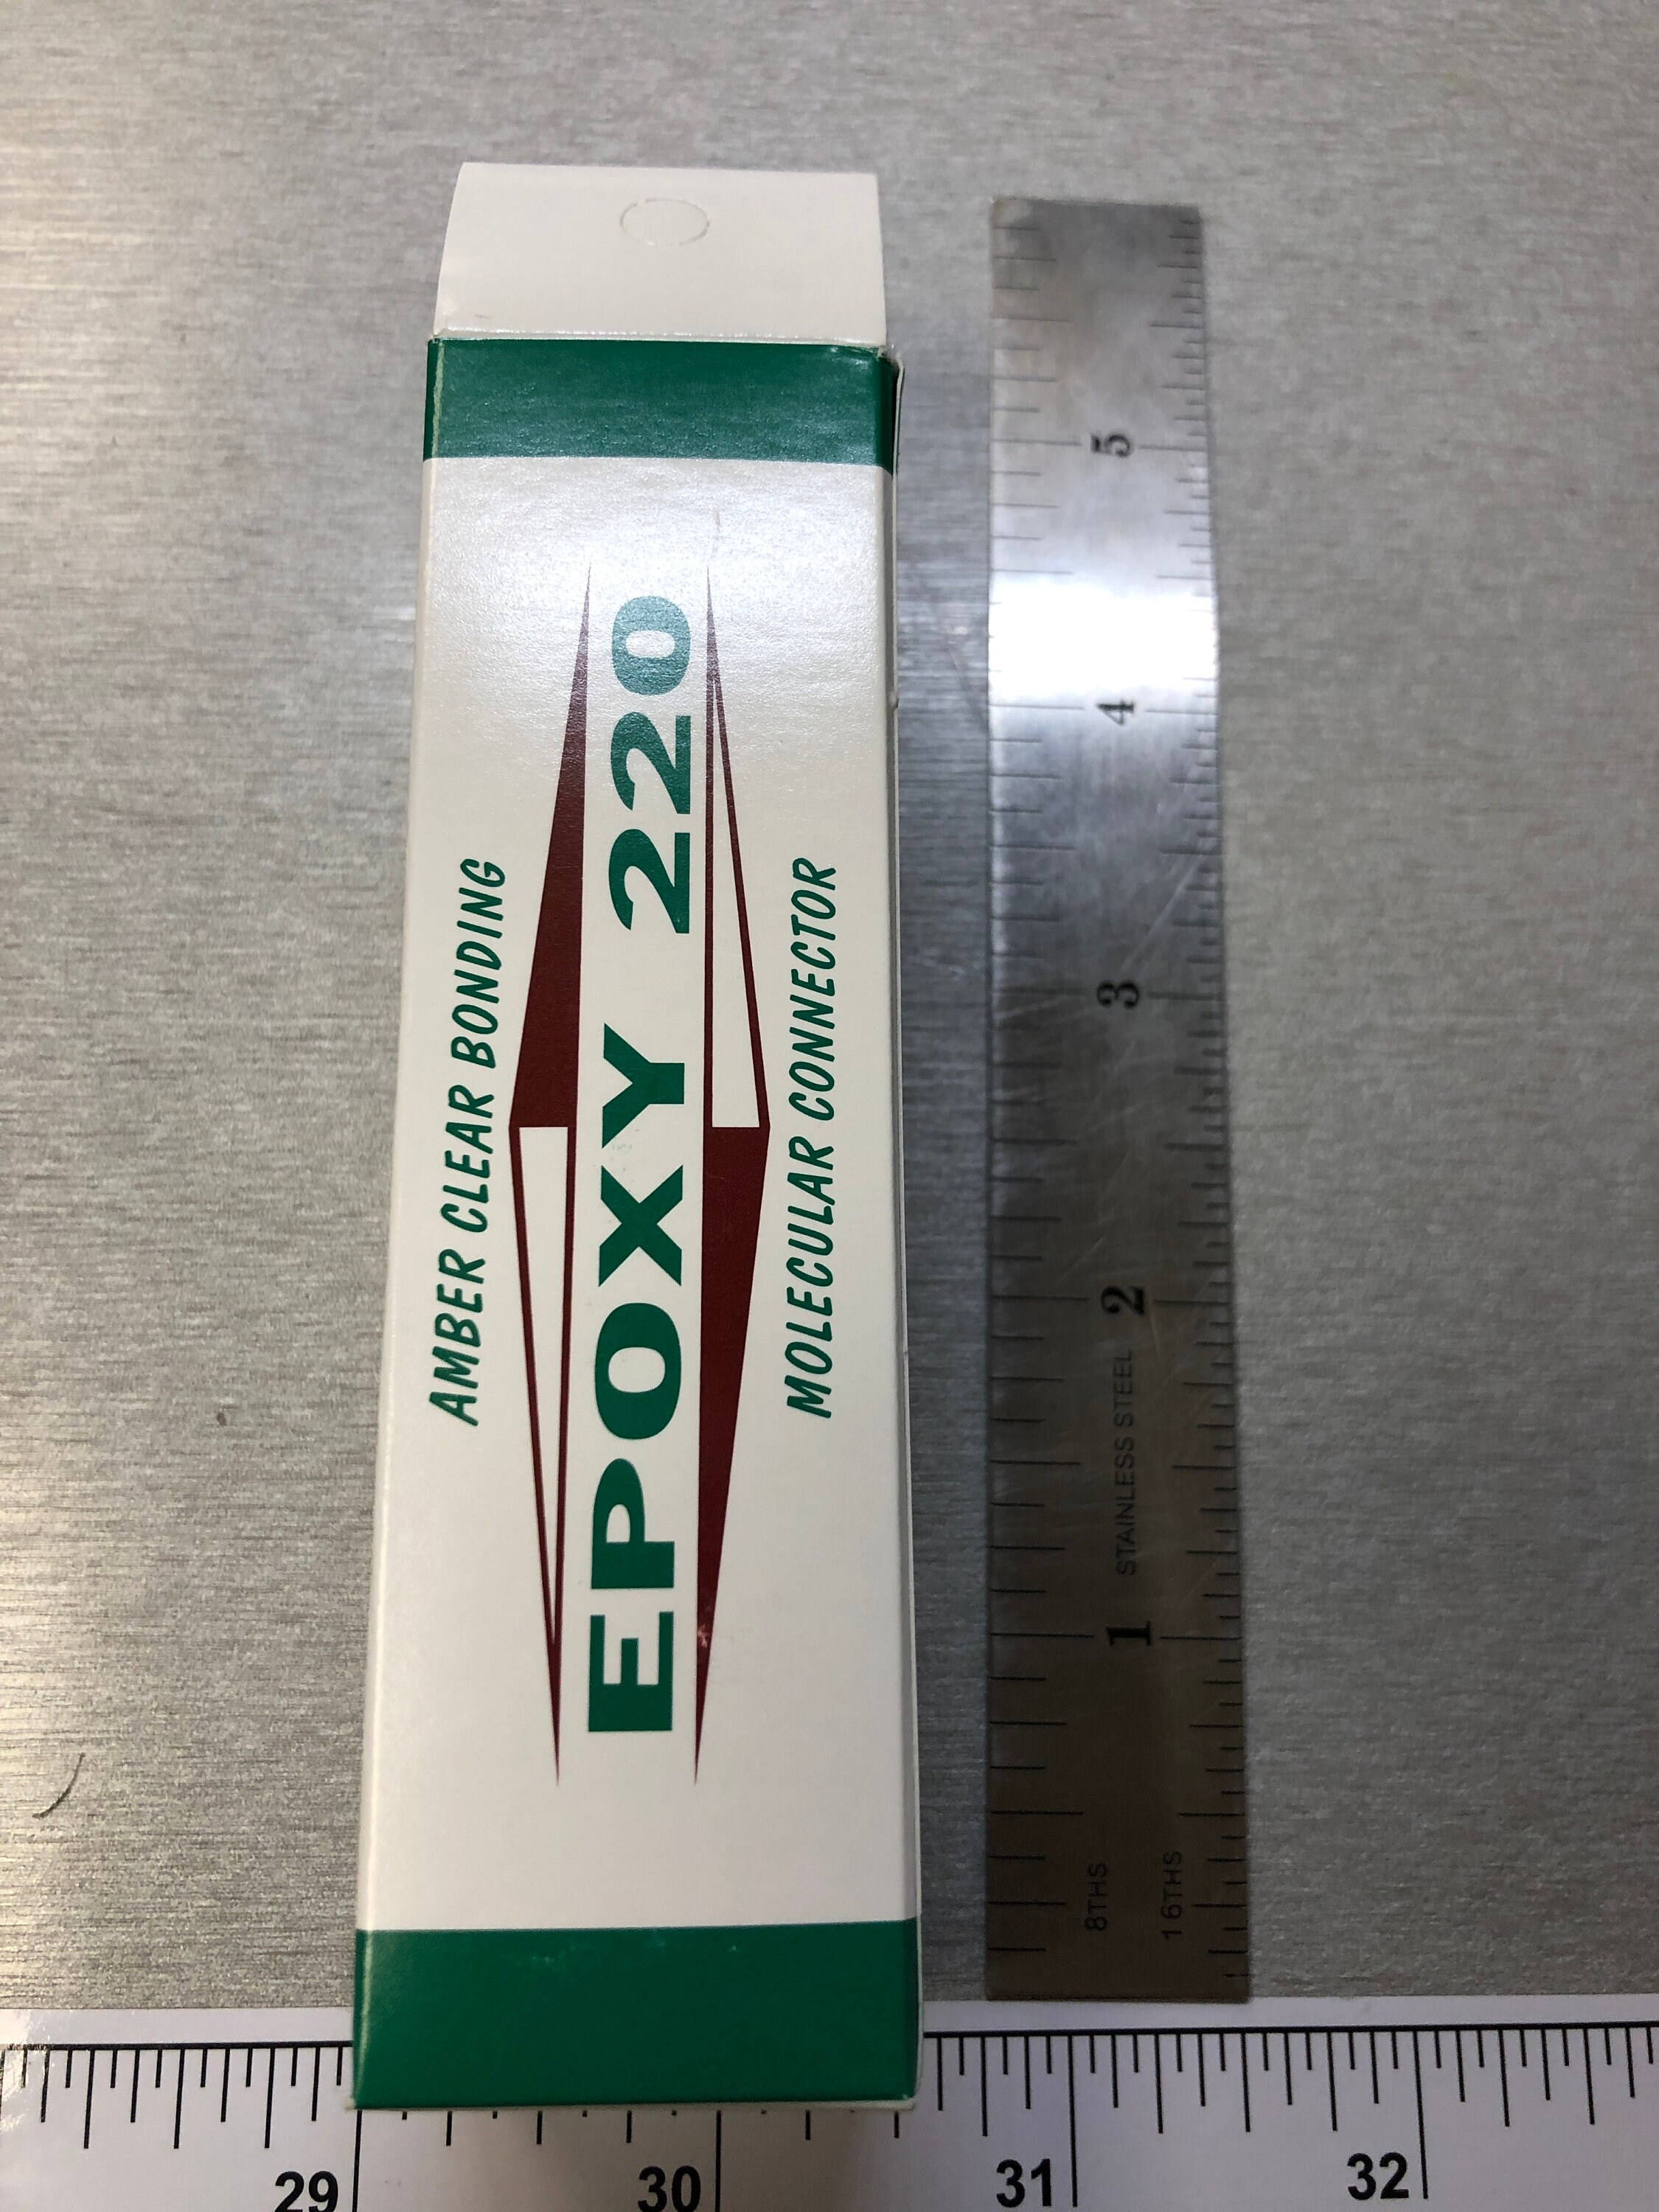 AMBER CLEAR BONDING
EPOXY 220
MOLECULAR CONNECTOR
5
4
3
2
STAINLESS STEEL
1
8THS
16THS
29 30 31 32